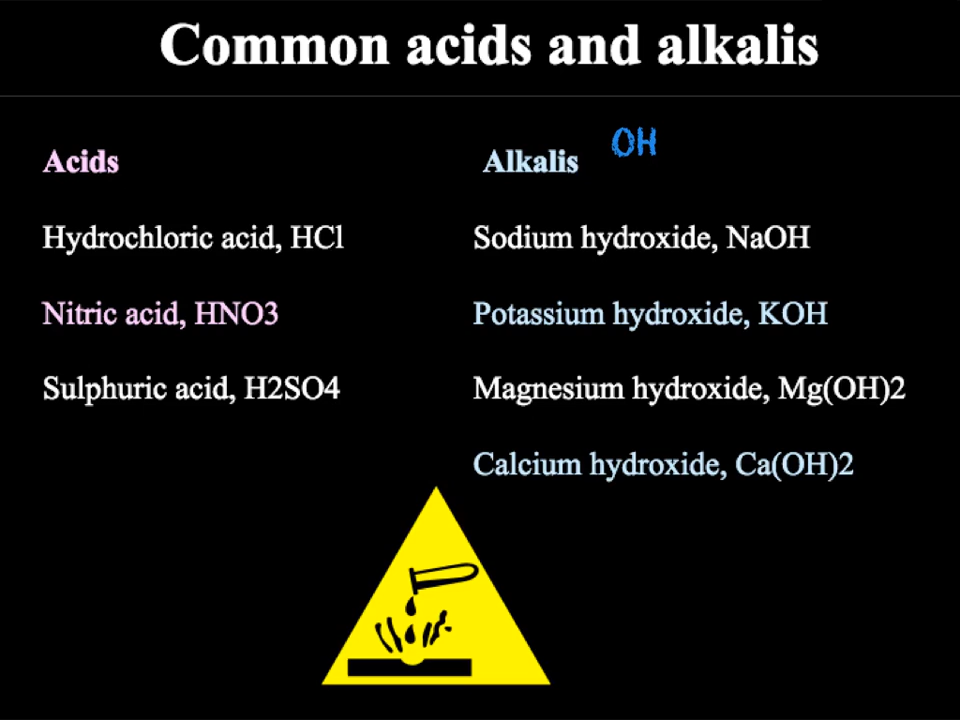 Common acids and alkalis
Acids
Alkalis OH
Hydrochloric acid, HCl
Sodium hydroxide, NaOH
Nitric acid, HNO3
Potassium hydroxide, KOH
Sulphuric acid, H2SO4
Magnesium hydroxide, Mg(OH)2
Calcium hydroxide, Ca(OH)2